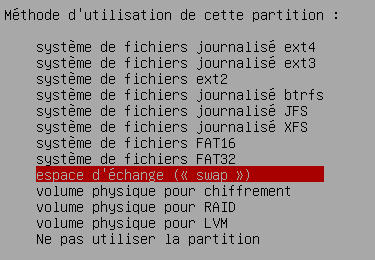 Méthode d'utilisation de cette partition :
système de fichiers journalisé ext4
système de fichiers journalisé ext3
système de fichiers ext2
système de fichiers journalisé btrfs
système de fichiers journalisé JFS
système de fichiers journalisé XFS
système de fichiers FAT16
système de fichiers FAT32
espace d'échange (« swap »)
volume physique pour chiffrement
volume physique pour RAID
volume physique pour LVM
Ne pas utiliser la partition